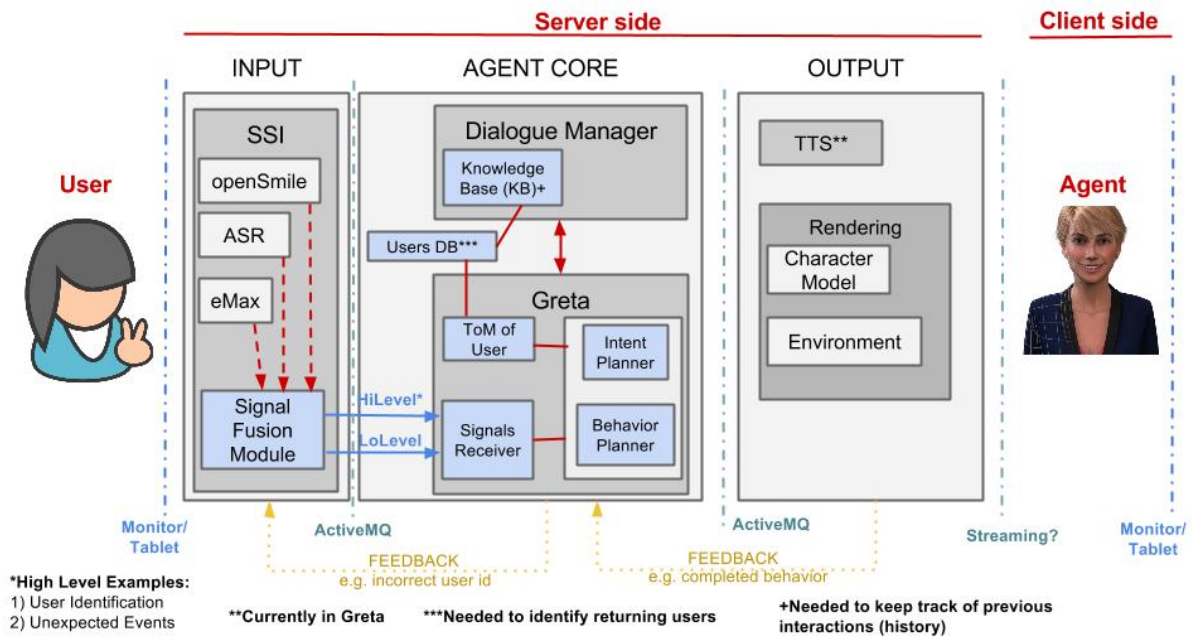 Server side
Client side
INPUT
AGENT CORE
OUTPUT
SSI
openSmile
ASR
eMax
Signal
Fusion
Module
User
Dialogue Manager
Knowledge
Base (KB)+
Users DB***
Greta
ToM of
User
Intent
Planner
HiLevel*
LoLevel
Signals
Receiver
Behavior
Planner
TTS**
Rendering
Character
Model
Environment
Agent
Monitor/
Tablet
ActiveMQ
ActiveMQ
Streaming?
Monitor/
Tablet
FEEDBACK
e.g. incorrect user id
FEEDBACK
e.g. completed behavior
*High Level Examples:
1) User Identification
2) Unexpected Events
**Currently in Greta
***Needed to identify returning users
+Needed to keep track of previous
interactions (history)